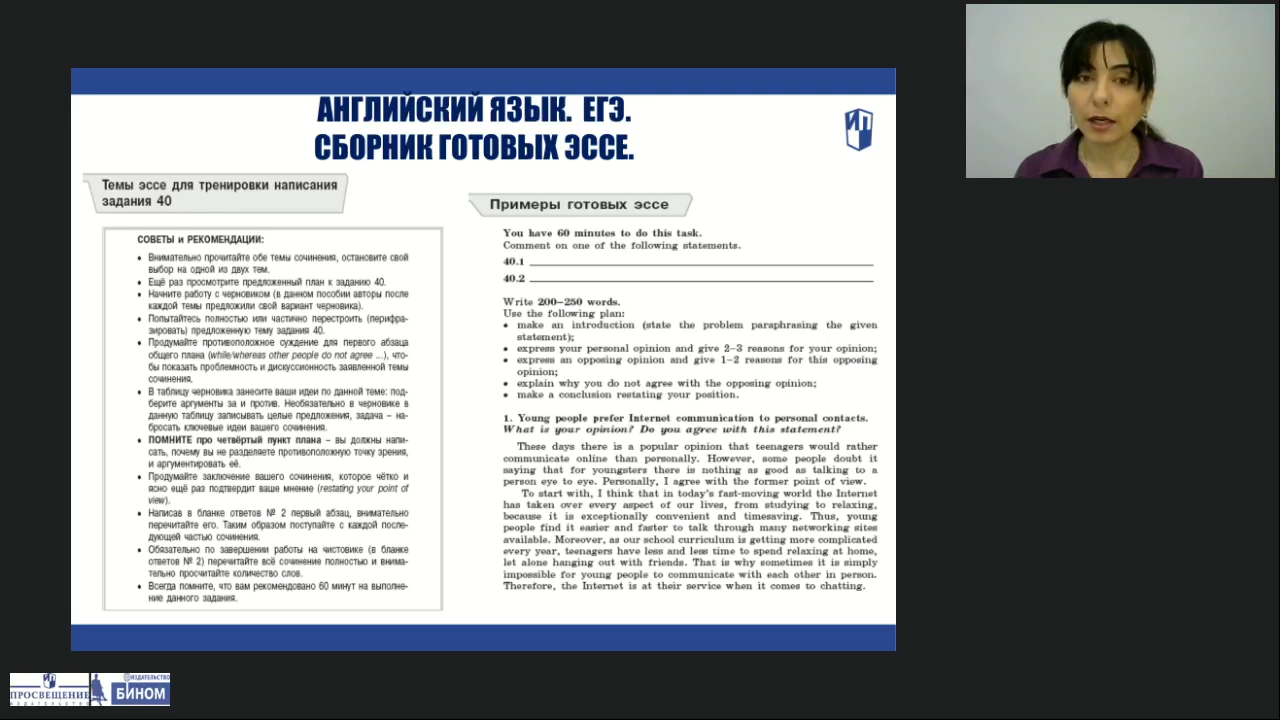 АНГЛИЙСКИЙ ЯЗЫК. ЕГЭ.
СБОРНИК ГОТОВЫХ ЭССЕ.
ИП
Темы эссе для тренировки написания
задания 40
СОВЕТЫ и РЕКОМЕНДАЦИИ:
• Внимательно прочитайте обе темы сочинения, остановите свой
выбор на одной из двух тем.
• Ещё раз просмотрите предложенный план к заданию 40.
• Начните работу с черновиком (в данном пособии авторы после
каждой темы предложили свой вариант черновика).
• Попытайтесь полностью или частично перестроить (перифра-
зировать) предложенную тему задания 40.
• Продумайте противоположное суждение для первого абзаца
общего плана (while/whereas other people do not agree ...), что-
бы показать проблемность и дискуссионность заявленной темы
сочинения.
• В таблицу черновика занесите ваши идеи по данной теме: под-
берите аргументы за и против. Необязательно в черновике в
данную таблицу записывать целые предложения, задача – на-
бросать ключевые идеи вашего сочинения.
• ПОМНИТЕ про четвёртый пункт плана – вы должны напи-
сать, почему вы не разделяете противоположную точку зрения,
и аргументировать её.
• Продумайте заключение вашего сочинения, которое чётко и
ясно ещё раз подтвердит ваше мнение (restating your point of
view).
• Написав в бланке ответов № 2 первый абзац, внимательно
перечитайте его. Таким образом поступайте с каждой после-
дующей частью сочинения.
• Обязательно по завершении работы на чистовике (в бланке
ответов № 2) перечитайте всё сочинение полностью и внима-
тельно просчитайте количество слов.
• Всегда помните, что вам рекомендовано 60 минут на выполне-
ние данного задания.
Примеры готовых эссе
You have 60 minutes to do this task.
Comment on one of the following statements.
40.1
40.2
Write 200–250 words.
Use the following plan:
• make an introduction (state the problem paraphrasing the given
statement);
• express your personal opinion and give 2–3 reasons for your opinion;
• express an opposing opinion and give 1–2 reasons for this opposing
opinion;
• explain why you do not agree with the opposing opinion;
• make a conclusion restating your position.
1. Young people prefer Internet communication to personal contacts.
What is your opinion? Do you agree with this statement?
These days there is a popular opinion that teenagers would rather
communicate online than personally. However, some people doubt it
saying that for youngsters there is nothing as good as talking to a
person eye to eye. Personally, I agree with the former point of view.
To start with, I think that in today's fast-moving world the Internet
has taken over every aspect of our lives, from studying to relaxing,
because it is exceptionally convenient and timesaving. Thus, young
people find it easier and faster to talk through many networking sites
available. Moreover, as our school curriculum is getting more complicated
every year, teenagers have less and less time to spend relaxing at home,
let alone hanging out with friends. That is why sometimes it is simply
impossible for young people to communicate with each other in person.
Therefore, the Internet is at their service when it comes to chatting.
ИП
ПРОСВЕЩЕНИЕ
ИЗДАТЕЛЬСТВО
ИЗДАТЕЛЬСТВО
БИНОМ